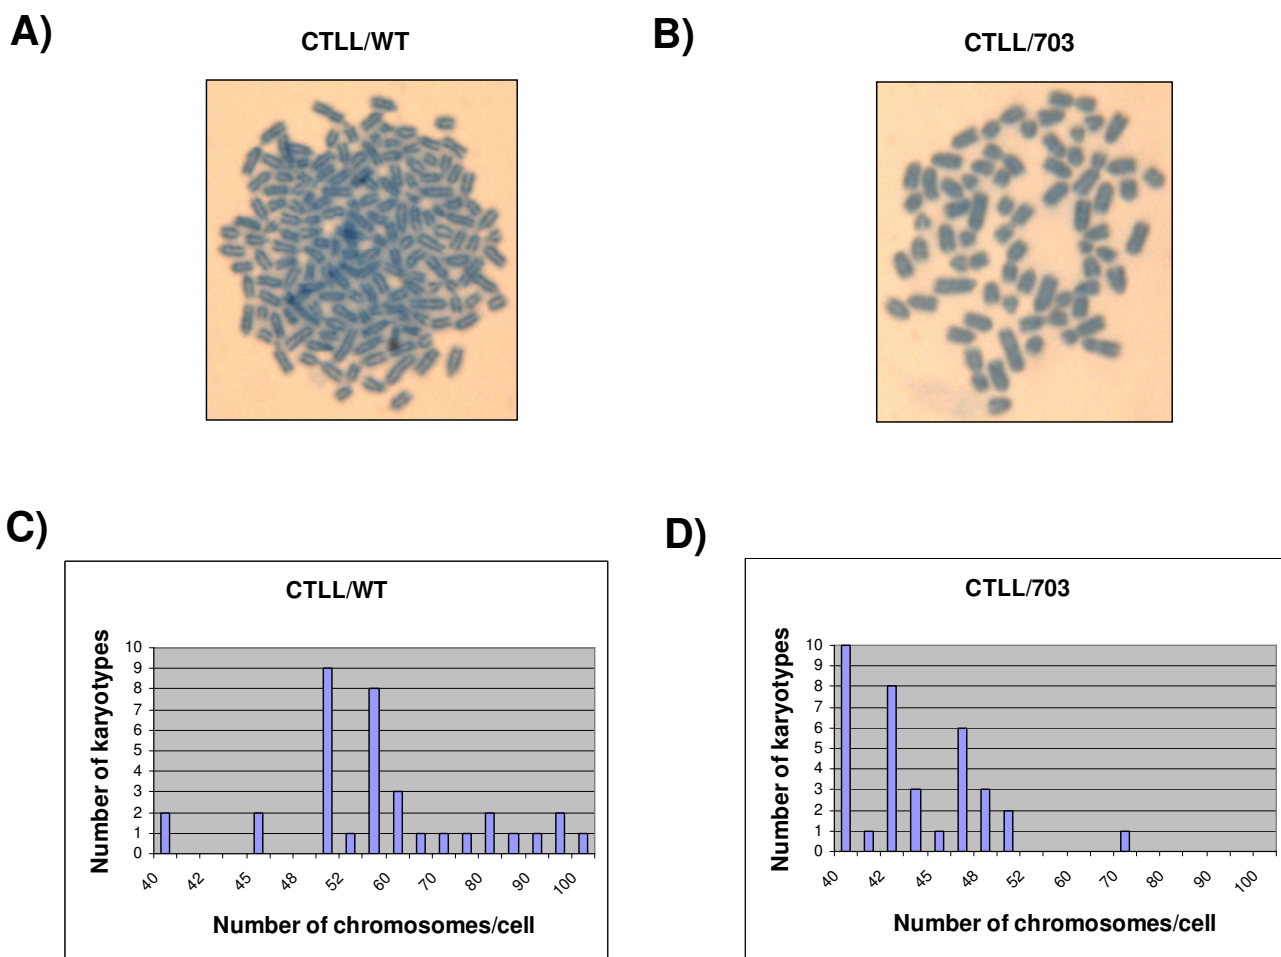 A)
CTLL/WT
B)
CTLL/703
C)
CTLL/WT
Number of karyotypes
10
9
8
7
6
5
4
3
2
1
0
40 42 45 48 52 60 70 80 90 100
Number of chromosomes/cell
D)
CTLL/703
Number of karyotypes
10
9
8
7
6
5
4
3
2
1
0
40 42 45 48 52 60 70 80 90 100
Number of chromosomes/cell